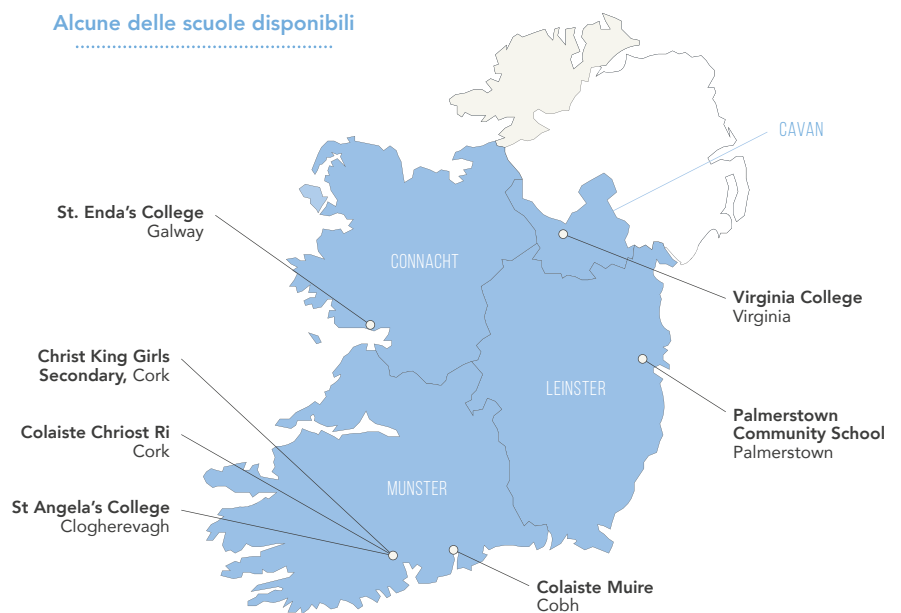 Alcune delle scuole disponibili
CAVAN
St. Enda's College
Galway
CONNACHT
Virginia College
Virginia
Christ King Girls
Secondary, Cork
LEINSTER
Palmerstown
Community School
Palmerstown
Colaiste Chriost Ri
Cork
MUNSTER
St Angela's College
Clogherevagh
Colaiste Muire
Cobh